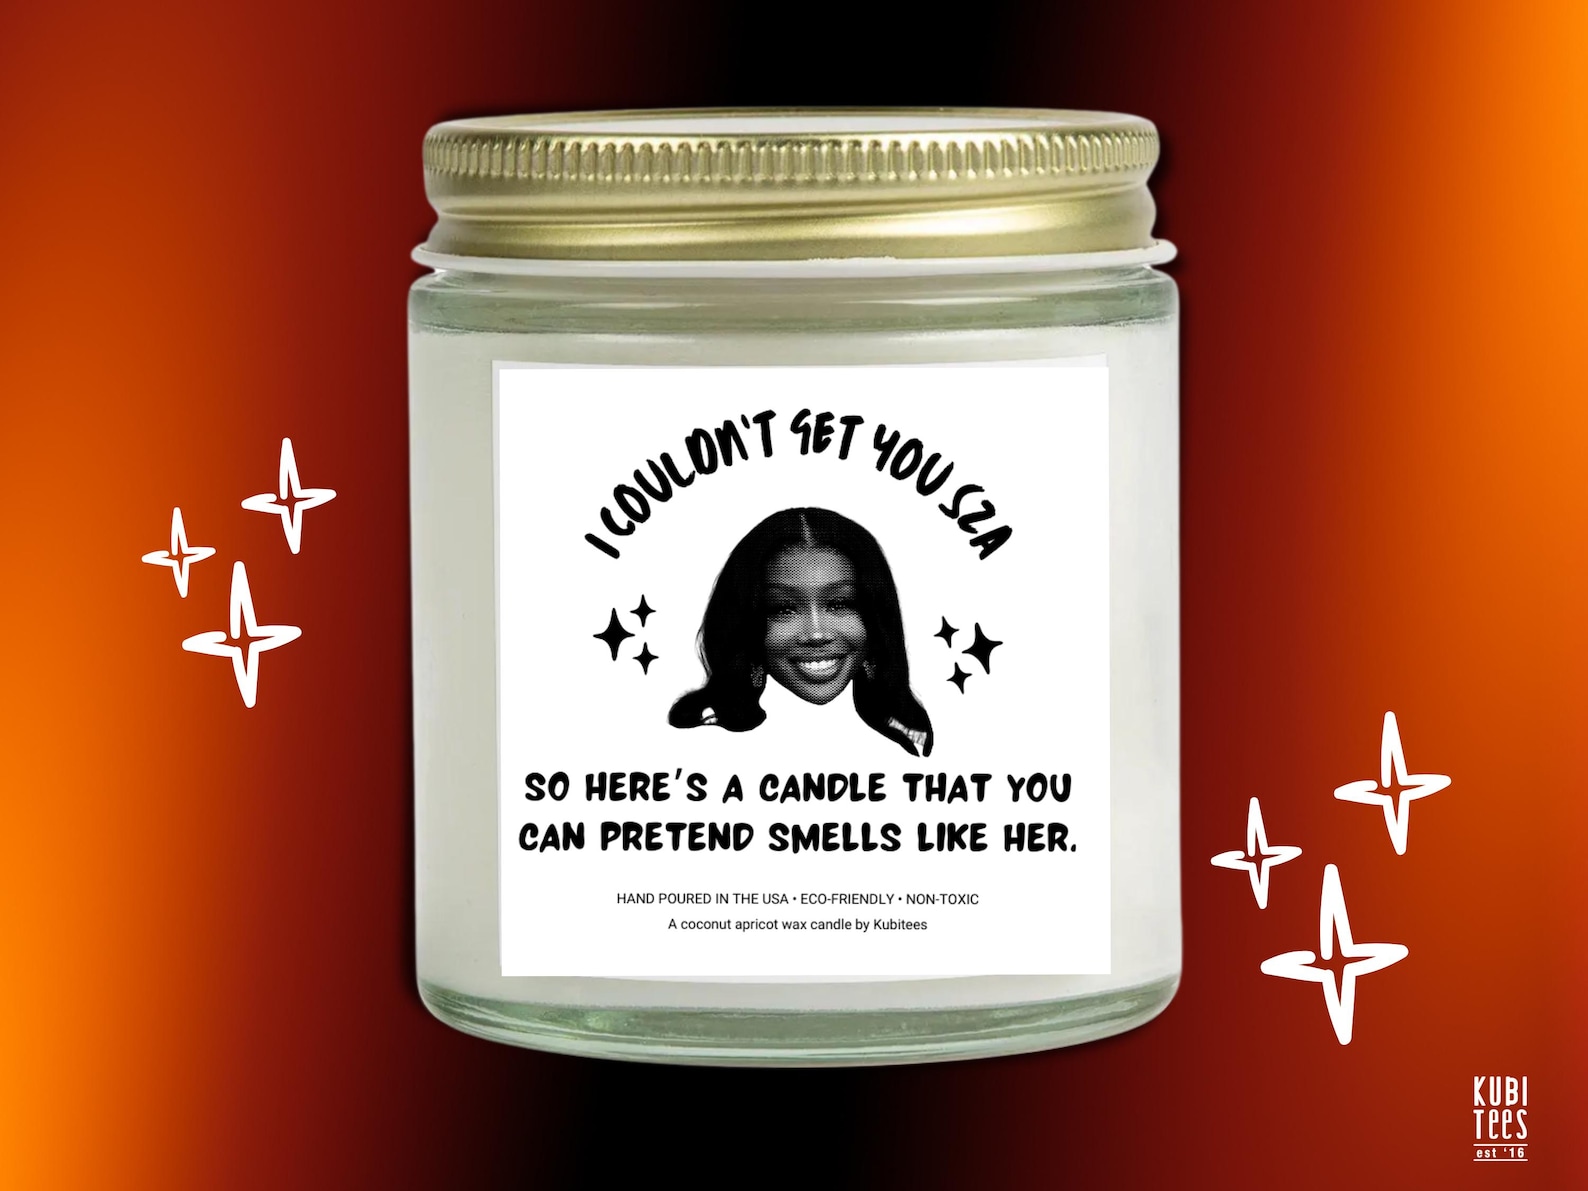 I COULDN'T GET YOU SZA
SO HERE'S A CANDLE THAT YOU
CAN PRETEND SMELLS LIKE HER.
HAND POURED IN THE USA • ECO-FRIENDLY • NON-TOXIC
A coconut apricot wax candle by Kubitees
KUBI
TEES
est '16